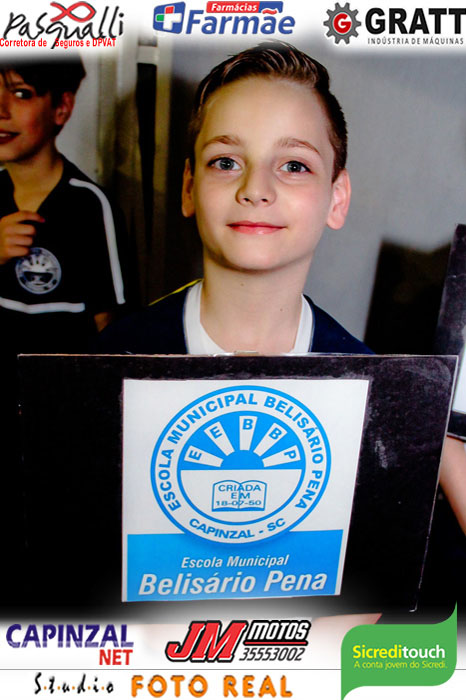 Pasqualli
Corretora de Seguros e DPVAT
Farmácias
Farmãe
GRATT
INDÚSTRIA DE MÁQUINAS
ESCOLA MUNICIPAL BELISÁRIO PENA
EEBBP
CRIADA
EM
18-07-50
CAPINZAL - SC
Escola Municipal
Belisário Pena
CAPINZAL
NET
JM MOTOS
35553002
Sicreditouch
A conta jovem do Sicredi.
Studio FOTO REAL